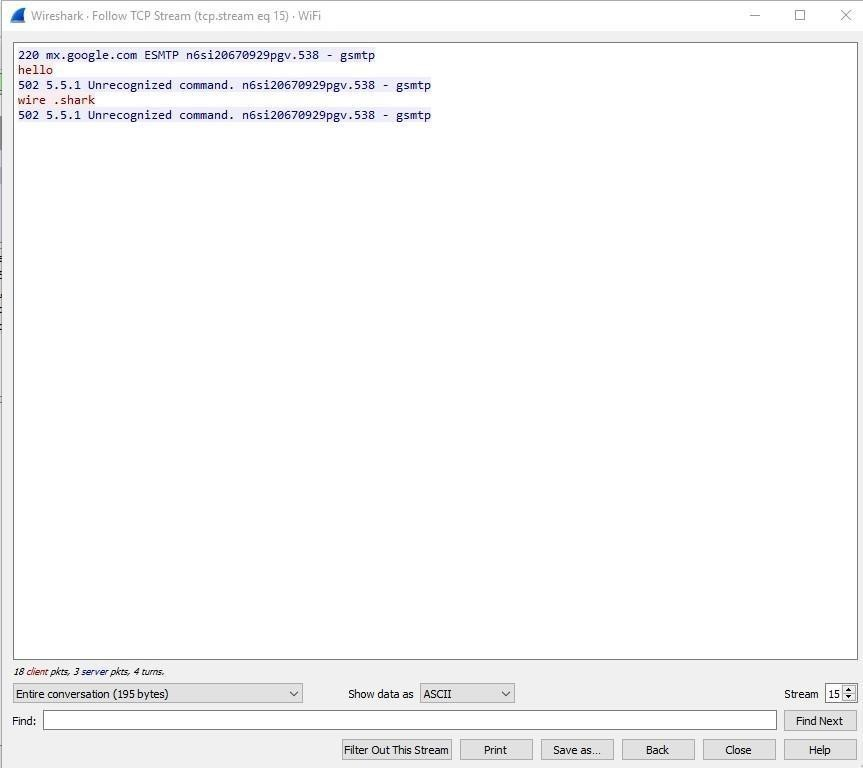 Wireshark · Follow TCP Stream (tcp.stream eq 15) · WiFi
220 mx.google.com ESMTP n6si20670929pgv.538 - gsmtp
hello
502 5.5.1 Unrecognized command. n6si20670929pgv.538 - gsmtp
wire .shark
502 5.5.1 Unrecognized command. n6si20670929pgv.538 - gsmtp
18 client pkts, 3 server pkts, 4 turns.
Entire conversation (195 bytes) Show data as ASCII Stream 15
Find: Find Next
Filter Out This Stream Print Save as... Back Close Help